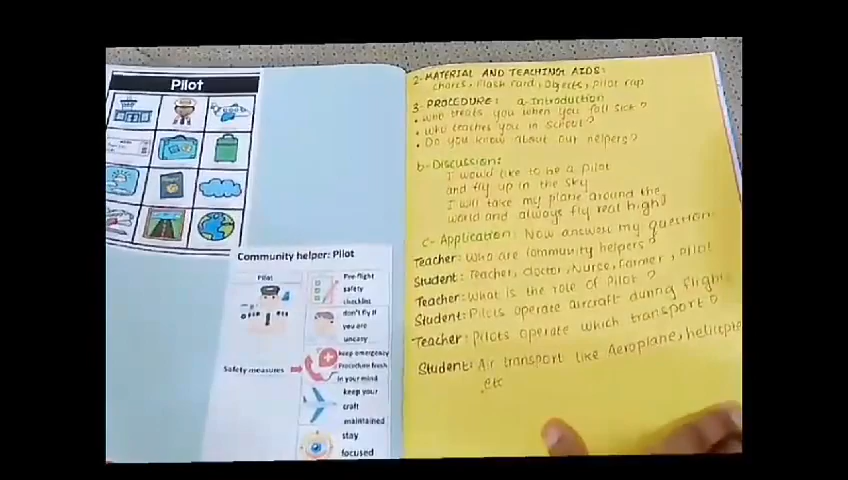 Pilot
Community helper: Pilot
Pilot
Pre-flight
safety
checklist
don't fly if
you are
uneasy
keep emergency
Procedure fresh
in your mind
Safety measures
keep your
craft
maintained
stay
focused
2- MATERIAL AND TEACHING AIDS:
Charts, Flash card, Objects, Pilot cap
3- PROCEDURE: a- Introduction
• Who treats you when you fall sick?
• Who teaches you in school?
• Do you know about our helpers?
b- Discussion:
I would like to be a pilot
and fly up in the sky
I will take my plane around the
world and always fly real high!
c- Application: Now answer my question:
Teacher: Who are community helpers?
Student: Teacher, doctor, Nurse, Farmer, Pilot
Teacher: What is the role of Pilot?
Student: Pilots operate aircraft during flight
Teacher: Pilots operate which transport?
Student: Air transport like Aeroplane, helicopte
etc